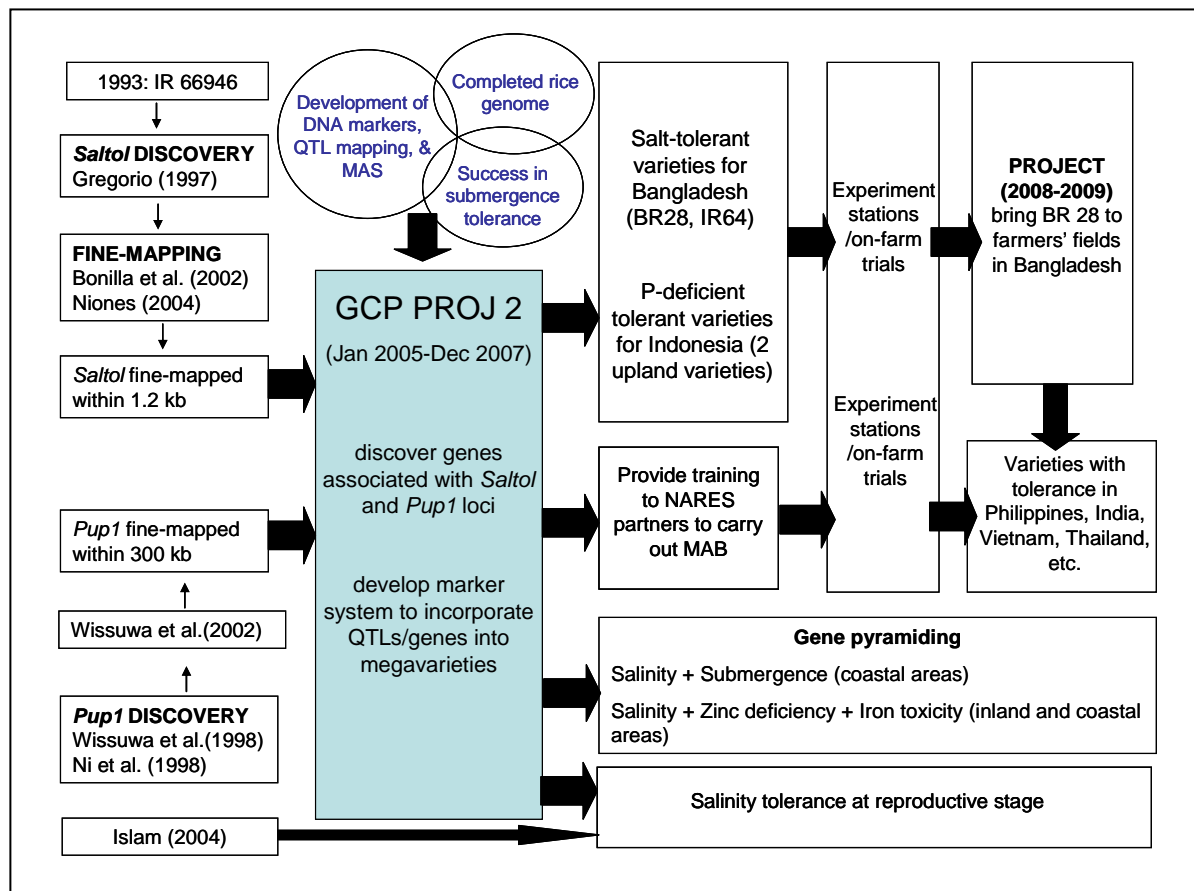 1993: IR 66946
Saltol DISCOVERY
Gregorio (1997)
FINE-MAPPING
Bonilla et al. (2002)
Niones (2004)
Saltol fine-mapped
within 1.2 kb
Pup1 fine-mapped
within 300 kb
Wissuwa et al.(2002)
Pup1 DISCOVERY
Wissuwa et al.(1998)
Ni et al. (1998)
Islam (2004)
Development of
DNA markers,
QTL mapping, &
MAS
Completed rice
genome
Success in
submergence
tolerance
GCP PROJ 2
(Jan 2005-Dec 2007)
discover genes
associated with Saltol
and Pup1 loci
develop marker
system to incorporate
QTLs/genes into
megavarieties
Salt-tolerant
varieties for
Bangladesh
(BR28, IR64)
P-deficient
tolerant varieties
for Indonesia (2
upland varieties)
Provide training
to NARES
partners to carry
out MAB
Experiment
stations
/on-farm
trials
Experiment
stations
/on-farm
trials
PROJECT
(2008-2009)
bring BR 28 to
farmers’ fields
in Bangladesh
Varieties with
tolerance in
Philippines, India,
Vietnam, Thailand,
etc.
Gene pyramiding
Salinity + Submergence (coastal areas)
Salinity + Zinc deficiency + Iron toxicity (inland and coastal
areas)
Salinity tolerance at reproductive stage